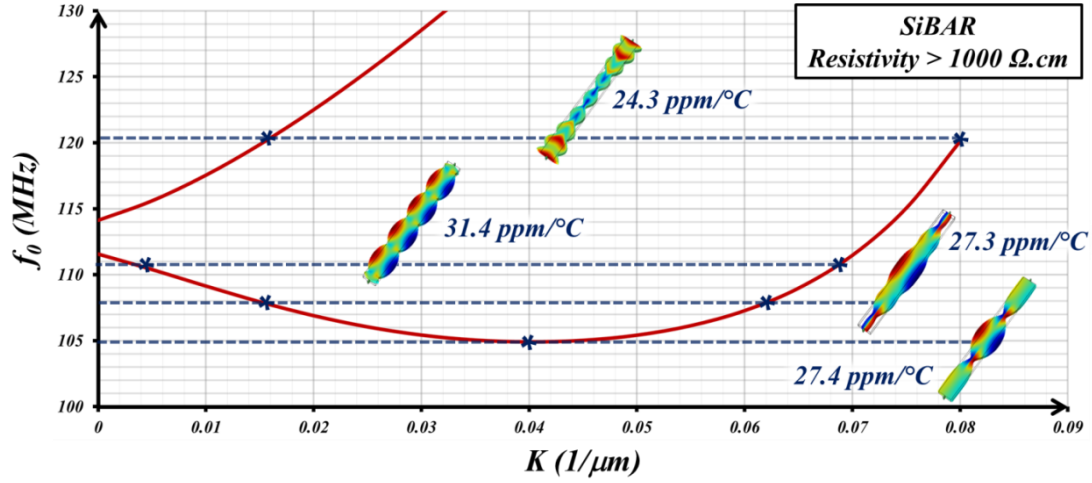 SiBAR
Resistivity > 1000 Ω.cm
130
125
120
115
110
105
100
f₀ (MHz)
24.3 ppm/°C
31.4 ppm/°C
27.3 ppm/°C
27.4 ppm/°C
0 0.01 0.02 0.03 0.04 0.05 0.06 0.07 0.08 0.09
K (1/μm)